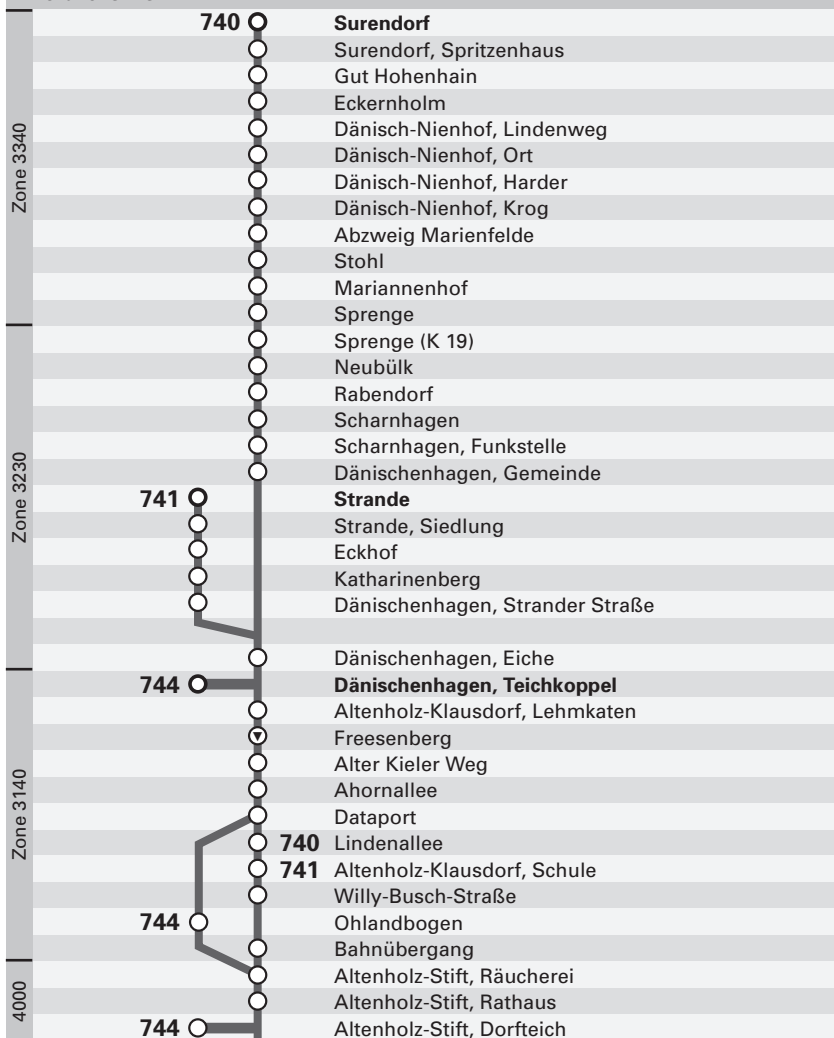 740 Surendorf
Surendorf, Spritzenhaus
Gut Hohenhain
Eckernholm
Dänisch-Nienhof, Lindenweg
Dänisch-Nienhof, Ort
Zone 3340
Dänisch-Nienhof, Harder
Dänisch-Nienhof, Krog
Abzweig Marienfelde
Stohl
Mariannenhof
Sprenge
Sprenge (K 19)
Neubülk
Rabendorf
Scharnhagen
Scharnhagen, Funkstelle
Dänischenhagen, Gemeinde
Zone 3230
741 Strande
Strande, Siedlung
Eckhof
Katharinenberg
Dänischenhagen, Strander Straße
Dänischenhagen, Eiche
744 Dänischenhagen, Teichkoppel
Altenholz-Klausdorf, Lehmkaten
Freesenberg
Alter Kieler Weg
Ahornallee
Zone 3140
Dataport
740 Lindenallee
741 Altenholz-Klausdorf, Schule
Willy-Busch-Straße
744 Ohlandbogen
Bahnübergang
Altenholz-Stift, Räucherei
4000
Altenholz-Stift, Rathaus
744 Altenholz-Stift, Dorfteich